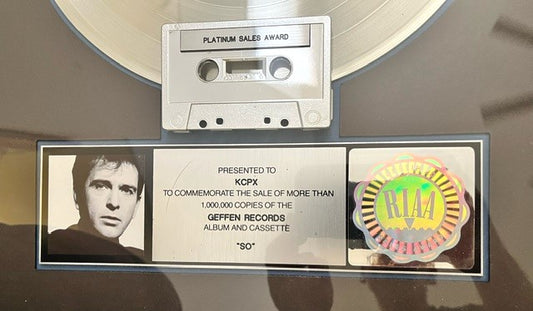 PLATINUM SALES AWARD
PRESENTED TO
KCPX
TO COMMEMORATE THE SALE OF MORE THAN
1,000,000 COPIES OF THE
GEFFEN RECORDS
ALBUM AND CASSETTE
"SO"
RIAA